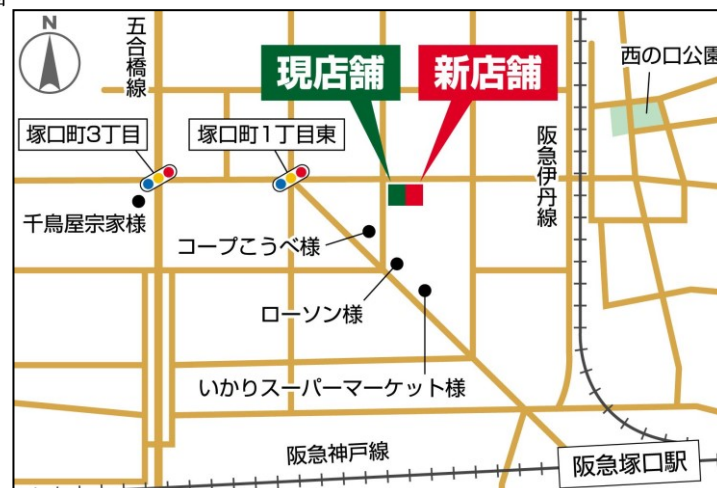 N
五合橋線
現店舗
新店舗
西の口公園
塚口町3丁目
塚口町1丁目東
阪急伊丹線
千鳥屋宗家様
コープこうべ様
ローソン様
いかりスーパーマーケット様
阪急神戸線
阪急塚口駅